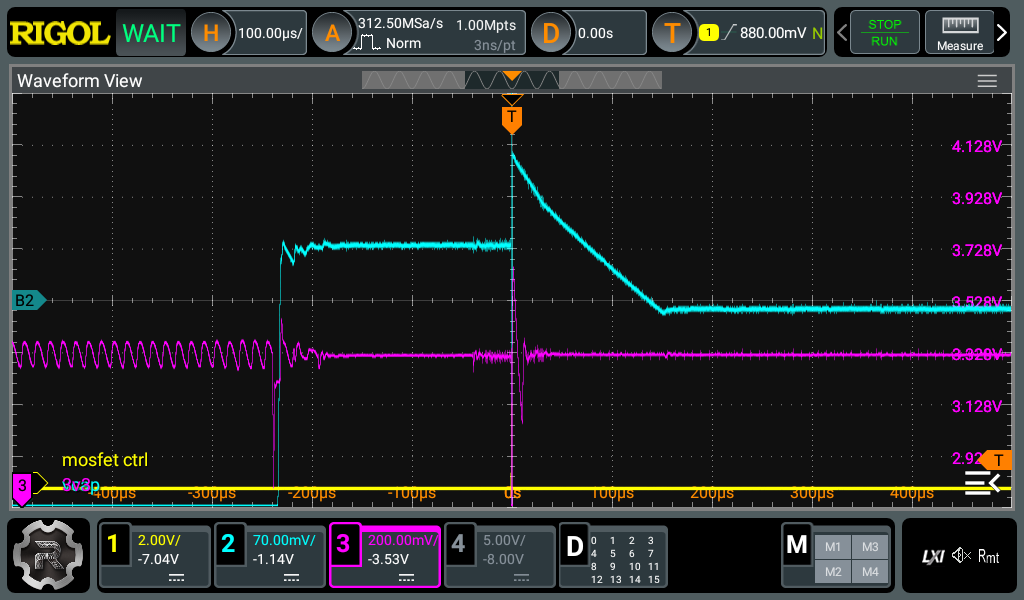 RIGOL WAIT H 100.00μs/ A 312.50MSa/s 1.00Mpts D 0.00s T 1 880.00mV N STOP
Norm 3ns/pt RUN Measure
Waveform View
T
4.128V
3.928V
3.728V
B2 3.528V
3.328V
3.128V
mosfet ctrl 2.92 T
3 vcap
-400μs -300μs -200μs -100μs 0s 100μs 200μs 300μs 400μs
1 2.00V/ 2 70.00mV/ 3 200.00mV/ 4 5.00V/ D 0 1 2 3 M M1 M3
-7.04V -1.14V -3.53V -8.00V 4 5 6 7
8 9 10 11 M2 M4
12 13 14 15
LXI Rmt